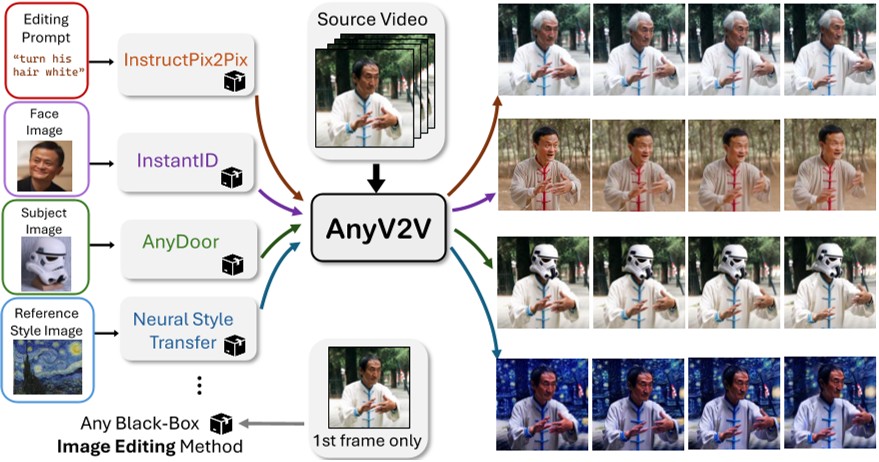 Editing
Prompt
"turn his
hair white"
InstructPix2Pix
Face
Image
InstantID
Subject
Image
AnyDoor
Reference
Style Image
Neural Style
Transfer
Any Black-Box
Image Editing Method
Source Video
AnyV2V
1st frame only